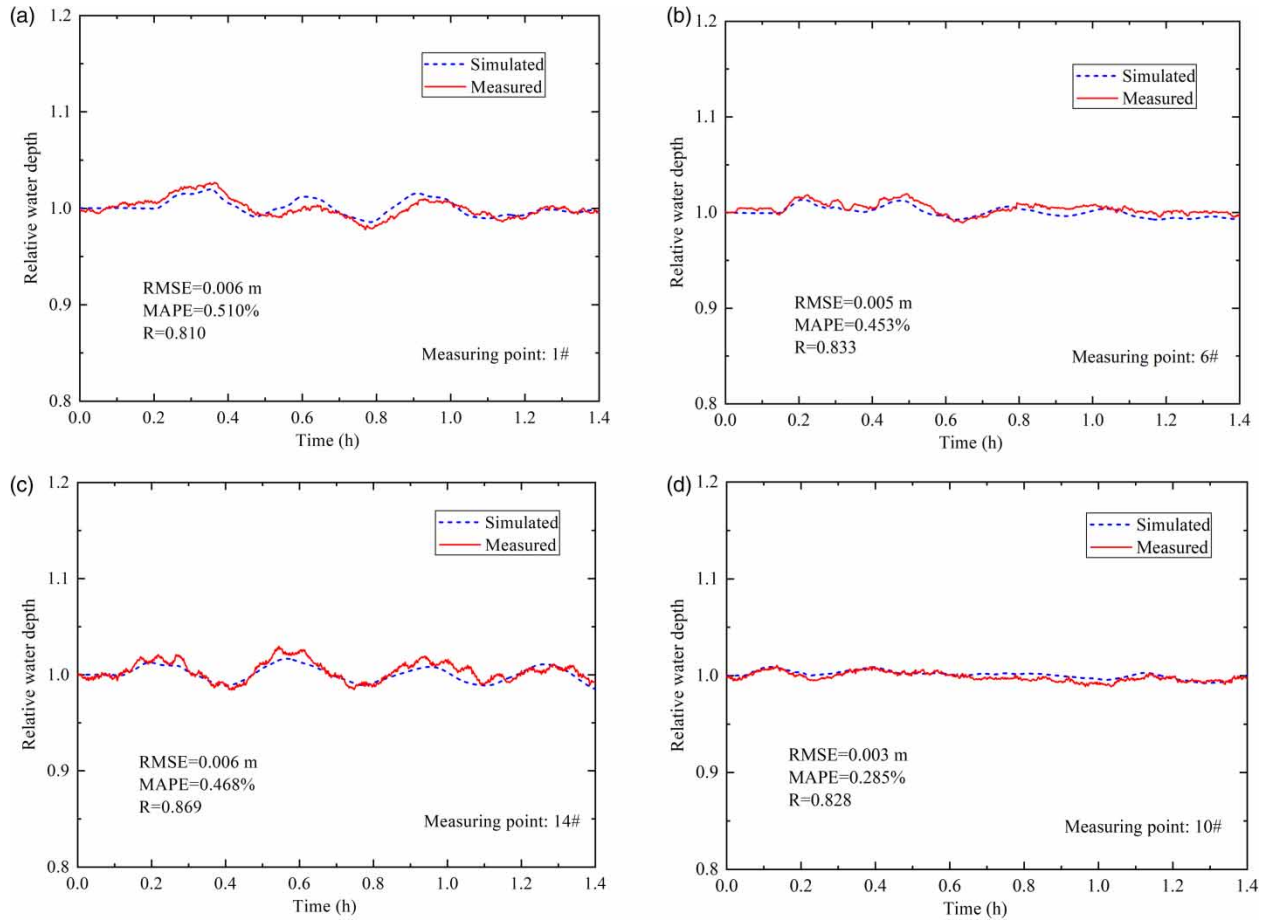 (a)
1.2
1.1
1.0
0.9
0.8
Relative water depth
Simulated
Measured
RMSE=0.006 m
MAPE=0.510%
R=0.810
Measuring point: 1#
0.0 0.2 0.4 0.6 0.8 1.0 1.2 1.4
Time (h)
(b)
1.2
1.1
1.0
0.9
0.8
Relative water depth
Simulated
Measured
RMSE=0.005 m
MAPE=0.453%
R=0.833
Measuring point: 6#
0.0 0.2 0.4 0.6 0.8 1.0 1.2 1.4
Time (h)
(c)
1.2
1.1
1.0
0.9
0.8
Relative water depth
Simulated
Measured
RMSE=0.006 m
MAPE=0.468%
R=0.869
Measuring point: 14#
0.0 0.2 0.4 0.6 0.8 1.0 1.2 1.4
Time (h)
(d)
1.2
1.1
1.0
0.9
0.8
Relative water depth
Simulated
Measured
RMSE=0.003 m
MAPE=0.285%
R=0.828
Measuring point: 10#
0.0 0.2 0.4 0.6 0.8 1.0 1.2 1.4
Time (h)